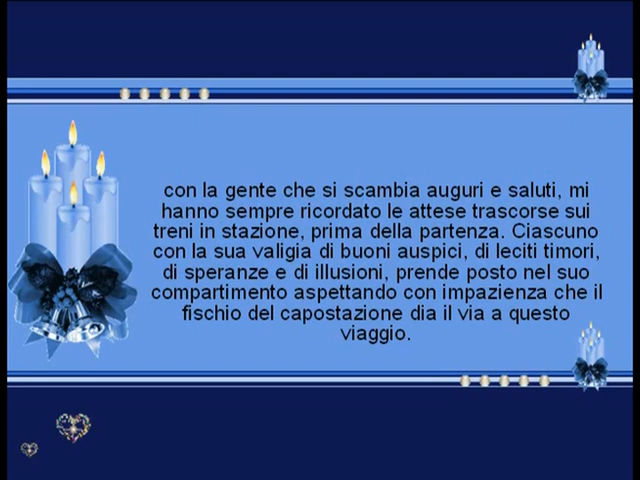 con la gente che si scambia auguri e saluti, mi
hanno sempre ricordato le attese trascorse sui
treni in stazione, prima della partenza. Ciascuno
con la sua valigia di buoni auspici, di leciti timori,
di speranze e di illusioni, prende posto nel suo
compartimento aspettando con impazienza che il
fischio del capostazione dia il via a questo
viaggio.